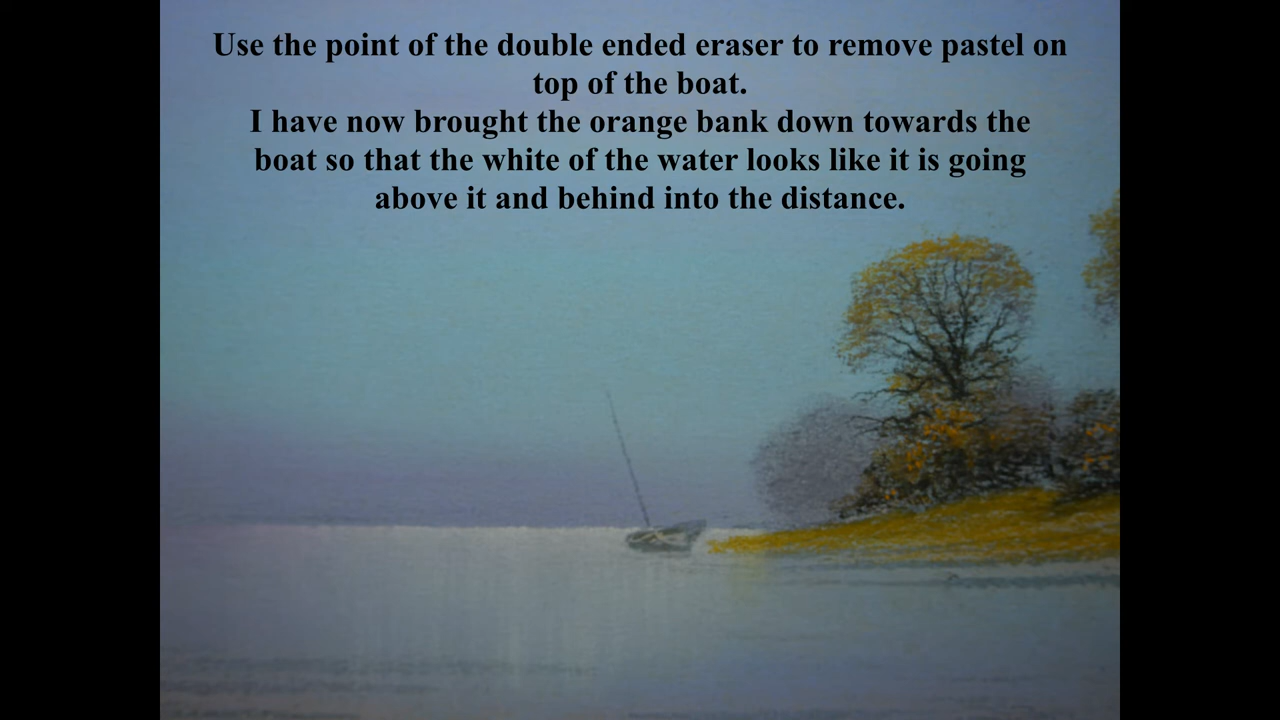 Use the point of the double ended eraser to remove pastel on
top of the boat.
I have now brought the orange bank down towards the
boat so that the white of the water looks like it is going
above it and behind into the distance.